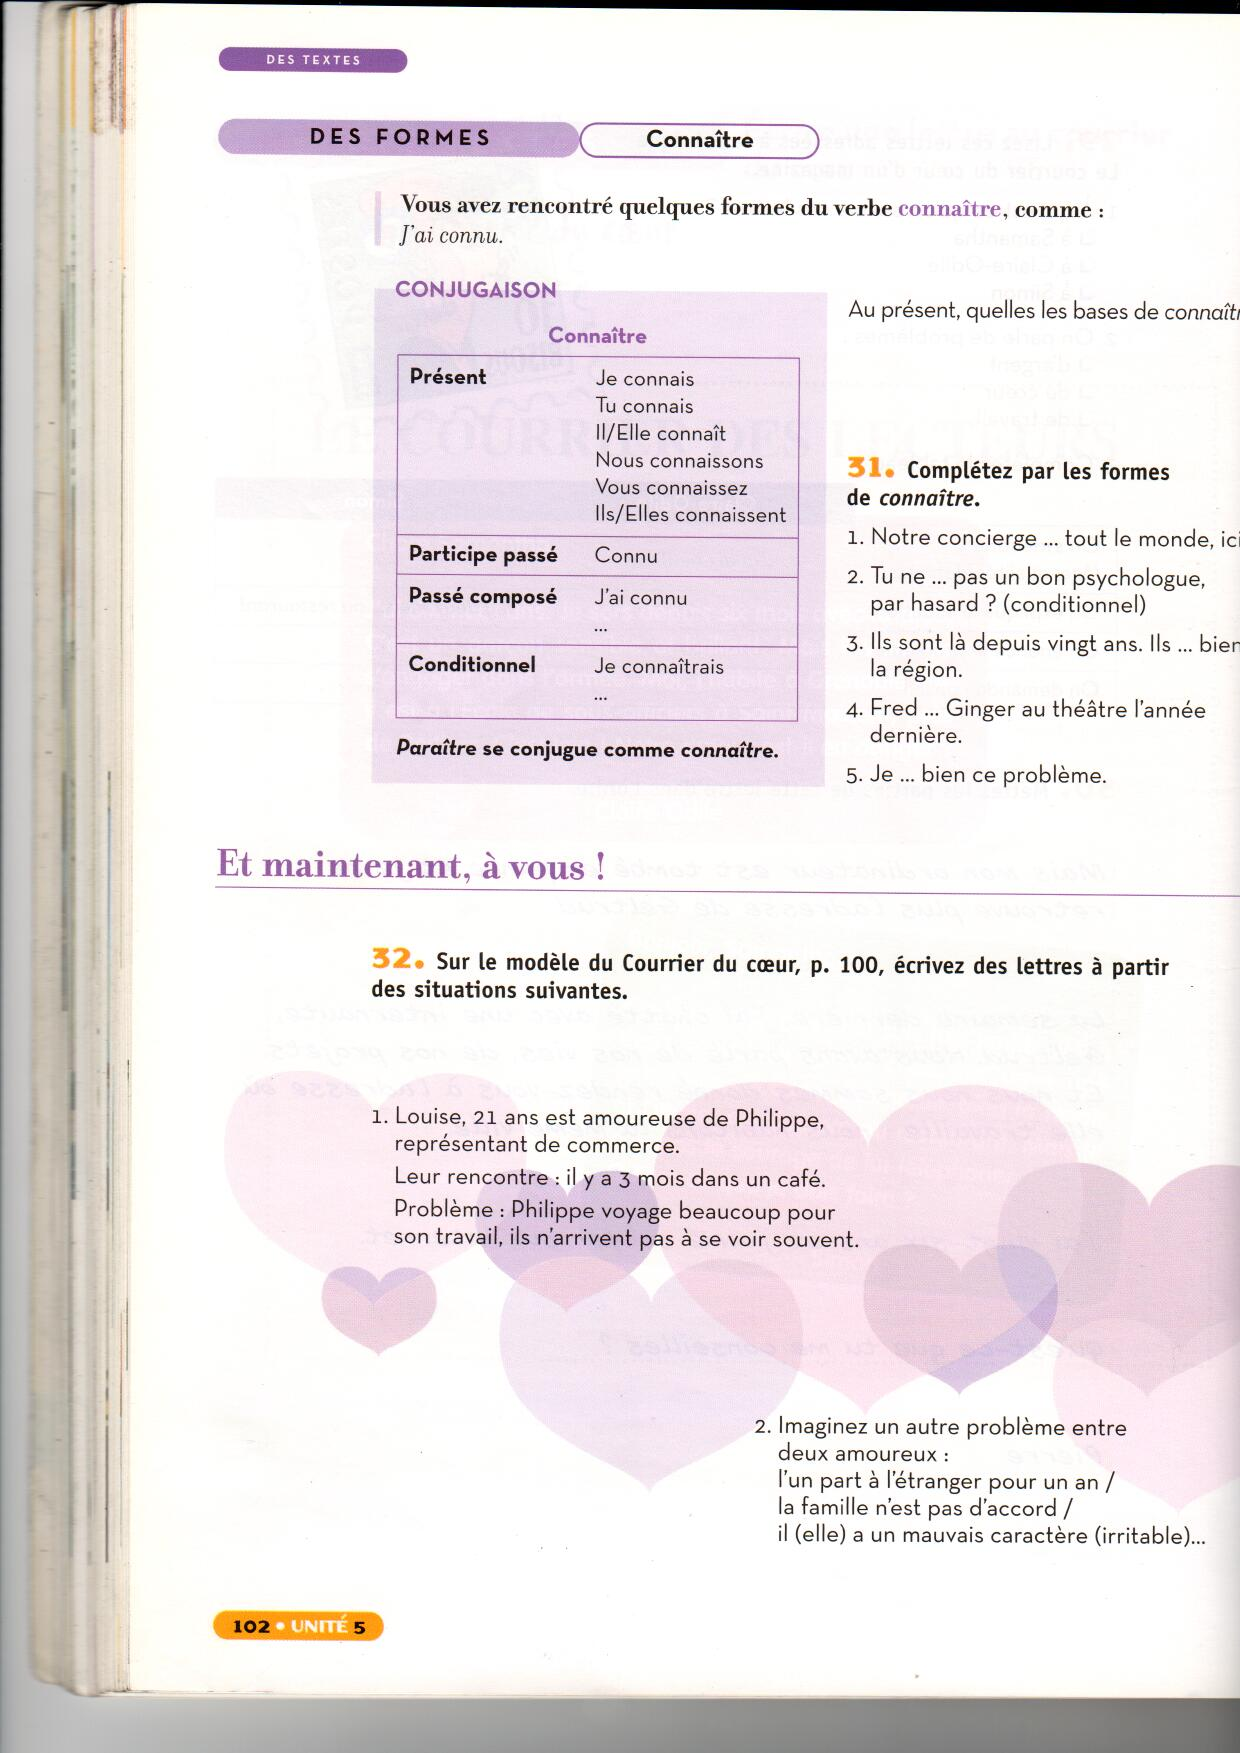 DES TEXTES
DES FORMES
Connaître
Vous avez rencontré quelques formes du verbe connaître, comme :
J'ai connu.
CONJUGAISON
Connaître
Présent
Je connais
Tu connais
Il/Elle connaît
Nous connaissons
Vous connaissez
Ils/Elles connaissent
Participe passé Connu
Passé composé J'ai connu
...
Conditionnel Je connaîtrais
...
Paraître se conjugue comme connaître.
Au présent, quelles les bases de
31. Complétez par les formes
de connaître.
1. Notre concierge ... tout le monde, ici
2. Tu ne ... pas un bon psychologue,
par hasard ? (conditionnel)
3. Ils sont là depuis vingt ans. Ils ... bien
la région.
4. Fred ... Ginger au théâtre l'année
dernière.
5. Je ... bien ce problème.
Et maintenant, à vous !
32. Sur le modèle du Courrier du cœur, p. 100, écrivez des lettres à partir
des situations suivantes.
1. Louise, 21 ans est amoureuse de Philippe,
représentant de commerce.
Leur rencontre : il y a 3 mois dans un café.
Problème : Philippe voyage beaucoup pour
son travail, ils n'arrivent pas à se voir souvent.
2. Imaginez un autre problème entre
deux amoureux :
l'un part à l'étranger pour un an /
la famille n'est pas d'accord /
il (elle) a un mauvais caractère (irritable)...
102 • UNITÉ 5